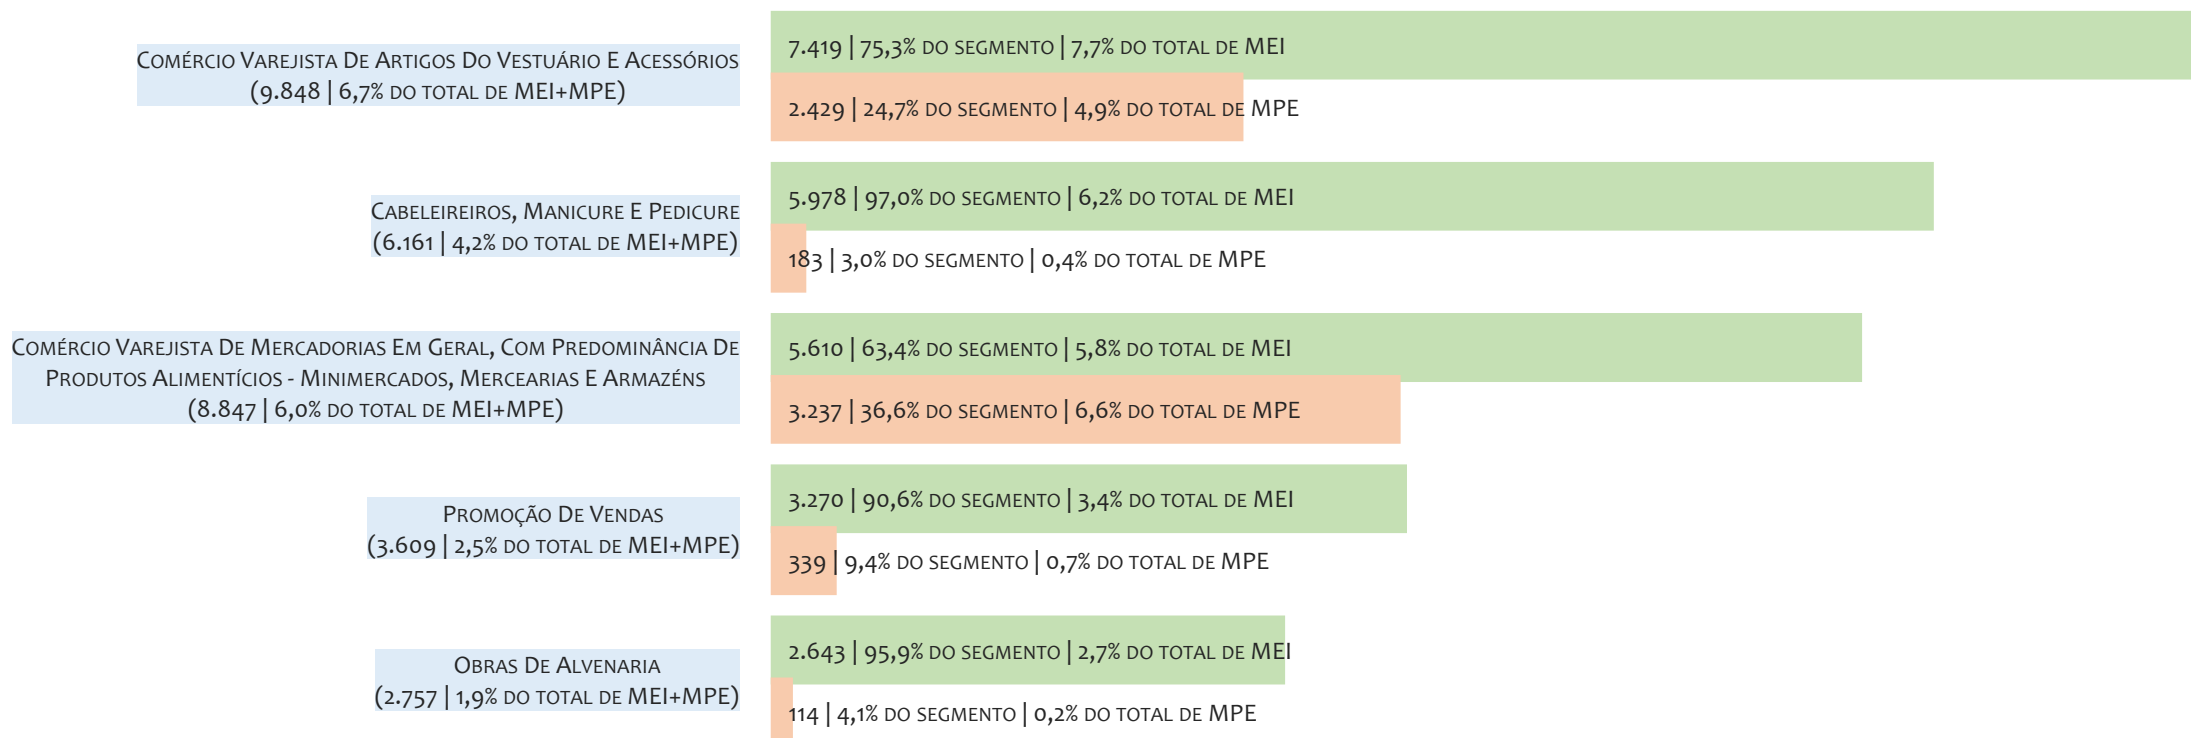 Comércio Varejista De Artigos Do Vestuário E Acessórios
(9.848 | 6,7% do total de MEI+MPE)
7.419 | 75,3% do segmento | 7,7% do total de MEI
2.429 | 24,7% do segmento | 4,9% do total de MPE
Cabeleireiros, Manicure E Pedicure
(6.161 | 4,2% do total de MEI+MPE)
5.978 | 97,0% do segmento | 6,2% do total de MEI
183 | 3,0% do segmento | 0,4% do total de MPE
Comércio Varejista De Mercadorias Em Geral, Com Predominância De
Produtos Alimentícios - Minimercados, Mercearias E Armazéns
(8.847 | 6,0% do total de MEI+MPE)
5.610 | 63,4% do segmento | 5,8% do total de MEI
3.237 | 36,6% do segmento | 6,6% do total de MPE
Promoção De Vendas
(3.609 | 2,5% do total de MEI+MPE)
3.270 | 90,6% do segmento | 3,4% do total de MEI
339 | 9,4% do segmento | 0,7% do total de MPE
Obras De Alvenaria
(2.757 | 1,9% do total de MEI+MPE)
2.643 | 95,9% do segmento | 2,7% do total de MEI
114 | 4,1% do segmento | 0,2% do total de MPE